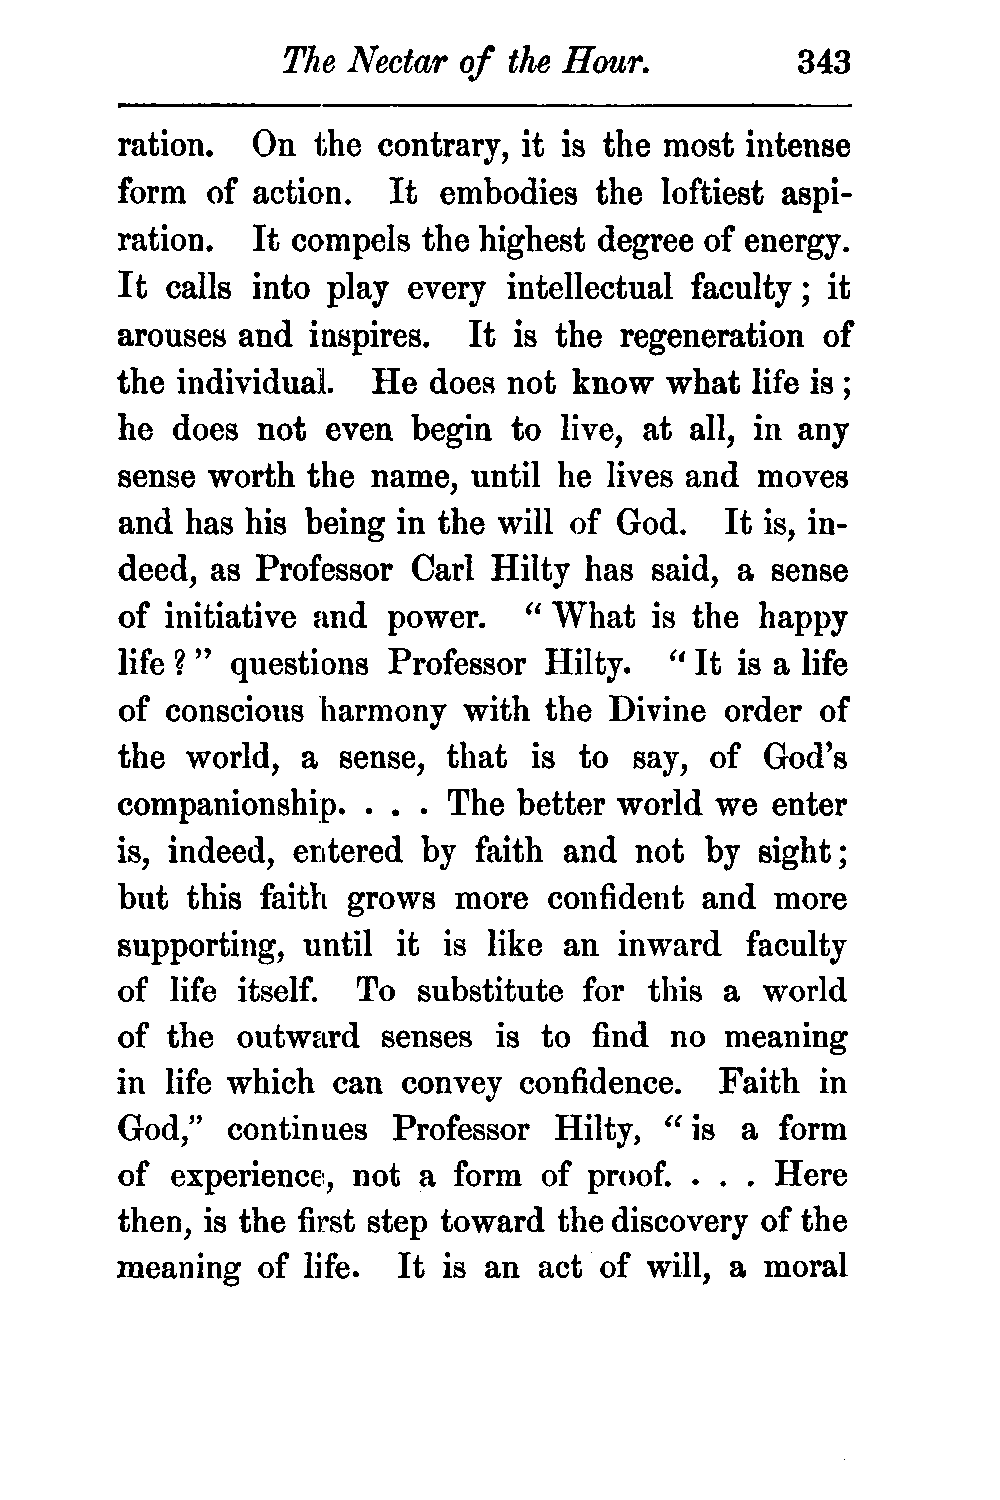 The Nectar of the Hour. 343
ration. On the contrary, it is the most intense
form of action. It embodies the loftiest aspi-
ration. It compels the highest degree of energy.
It calls into play every intellectual faculty; it
arouses and inspires. It is the regeneration of
the individual. He does not know what life is;
he does not even begin to live, at all, in any
sense worth the name, until he lives and moves
and has his being in the will of God. It is, in-
deed, as Professor Carl Hilty has said, a sense
of initiative and power. "What is the happy
life?" questions Professor Hilty. "It is a life
of conscious harmony with the Divine order of
the world, a sense, that is to say, of God's
companionship. . . . The better world we enter
is, indeed, entered by faith and not by sight;
but this faith grows more confident and more
supporting, until it is like an inward faculty
of life itself. To substitute for this a world
of the outward senses is to find no meaning
in life which can convey confidence. Faith in
God," continues Professor Hilty, "is a form
of experience, not a form of proof. . . . Here
then, is the first step toward the discovery of the
meaning of life. It is an act of will, a moral